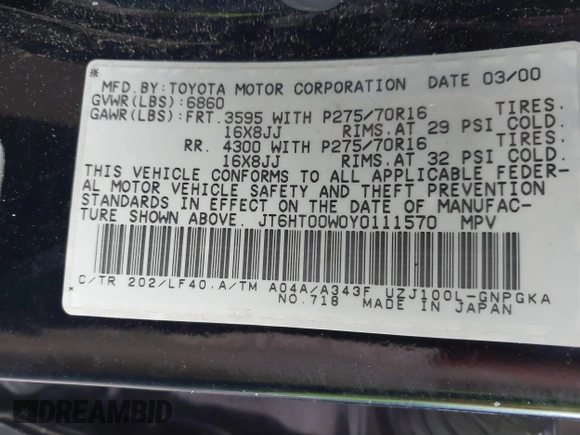 MFD.BY:TOYOTA MOTOR CORPORATION DATE 03/00
GVWR(LBS):6860
GAWR(LBS):FRT.3595 WITH P275/70R16 TIRES.
16X8JJ RIMS.AT 29 PSI COLD.
RR. 4300 WITH P275/70R16 TIRES.
16X8JJ RIMS.AT 32 PSI COLD.
THIS VEHICLE CONFORMS TO ALL APPLICABLE FEDER-
AL MOTOR VEHICLE SAFETY AND THEFT PREVENTION
STANDARDS IN EFFECT ON THE DATE OF MANUFAC-
TURE SHOWN ABOVE. JT6HT00W0Y0111570 MPV
C/TR 202/LF40.A/TM A04A/A343F UZJ100L-GNPGKA
NO.718 MADE IN JAPAN
DREAMBID